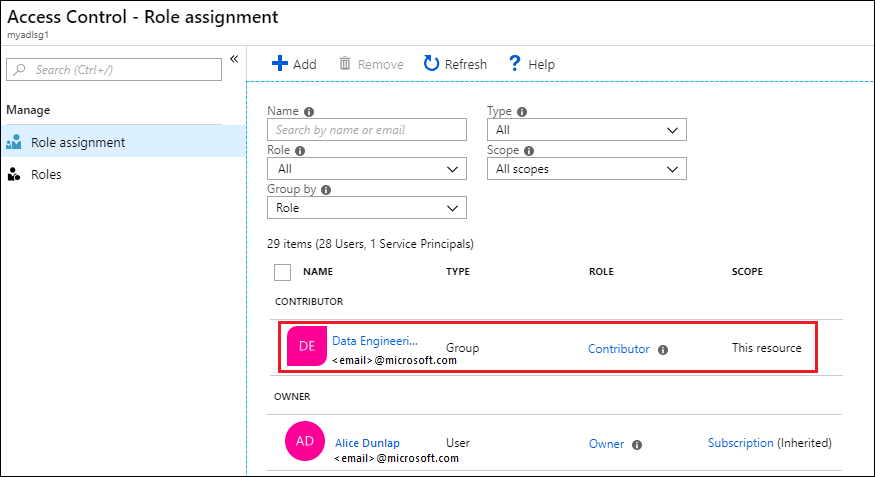 Access Control - Role assignment
myadlsg1
Search (Ctrl+/)
«
Add Remove Refresh ? Help
Manage
Role assignment
Roles
Name Type
Search by name or email All
Role Scope
All All scopes
Group by
Role
29 items (28 Users, 1 Service Principals)
NAME TYPE ROLE SCOPE
CONTRIBUTOR
DE Data Engineeri... Group Contributor This resource
<email>@microsoft.com
OWNER
AD Alice Dunlap User Owner Subscription (Inherited)
<email>@microsoft.com